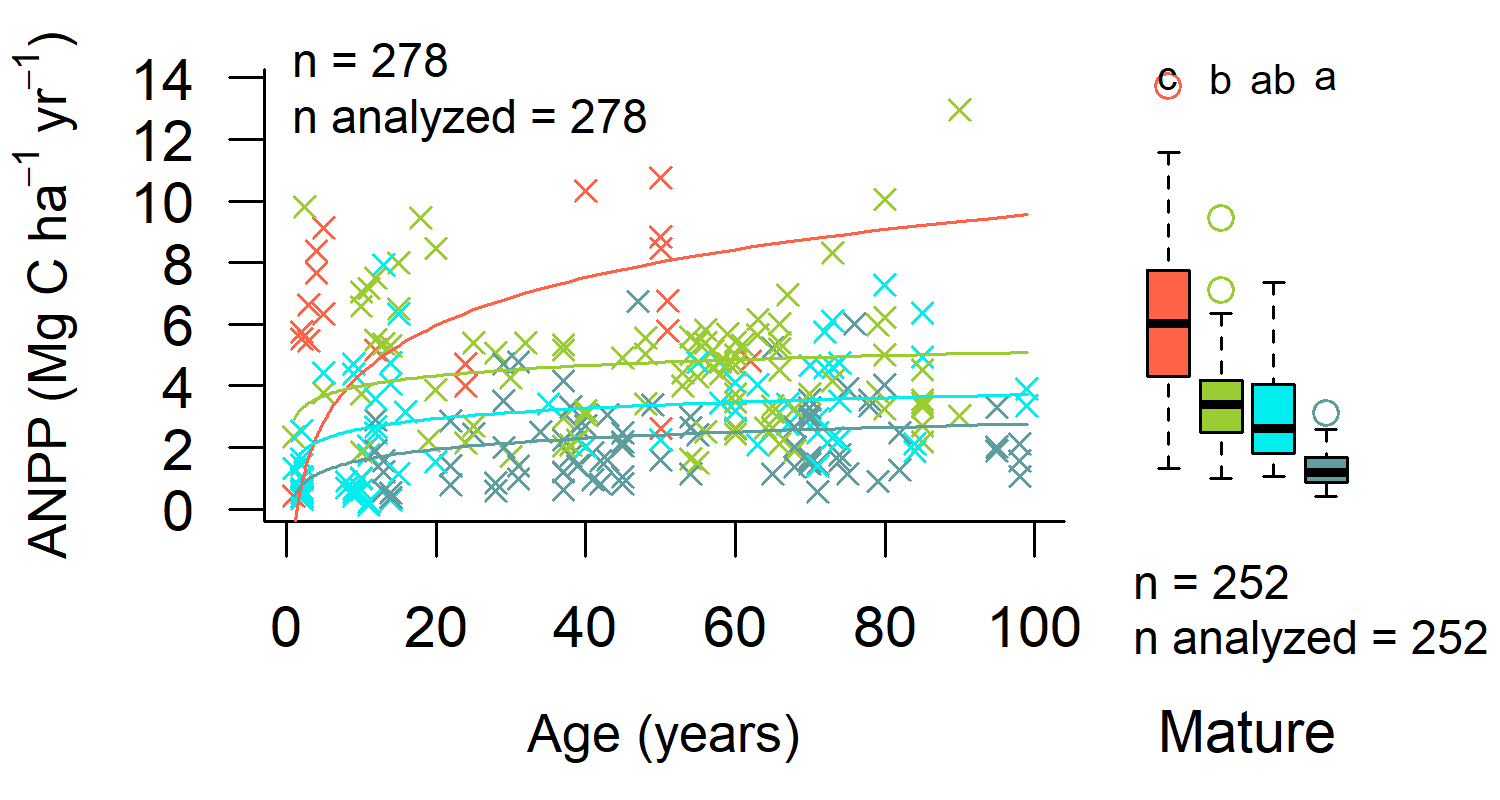 ANPP (Mg C ha⁻¹ yr⁻¹)
14
12
10
8
6
4
2
0
n = 278
n analyzed = 278
0 20 40 60 80 100
Age (years)
c b ab a
n = 252
n analyzed = 252
Mature